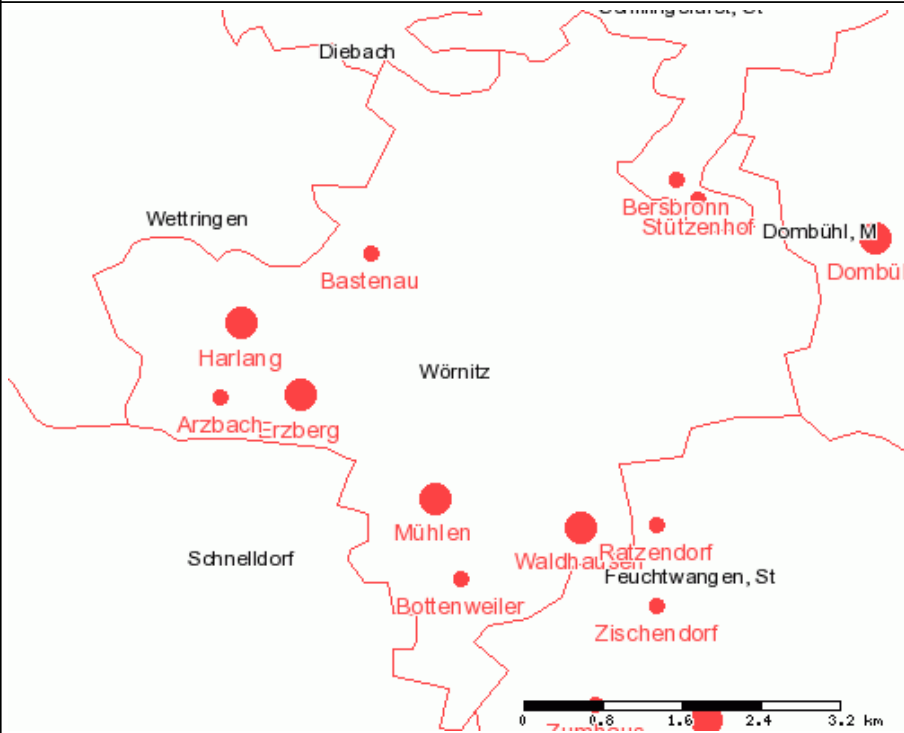 Diebach
Wettringen
Bersbronn
Stützenhof
Dombühl, M
Dombühl
Bastenau
Harlang
Wörnitz
Arzbach
Erzberg
Mühlen
Schnelldorf
Waldhausen
Ratzendorf
Feuchtwangen, St
Bottenweiler
Zischendorf
0 0.8 1.6 2.4 3.2 km